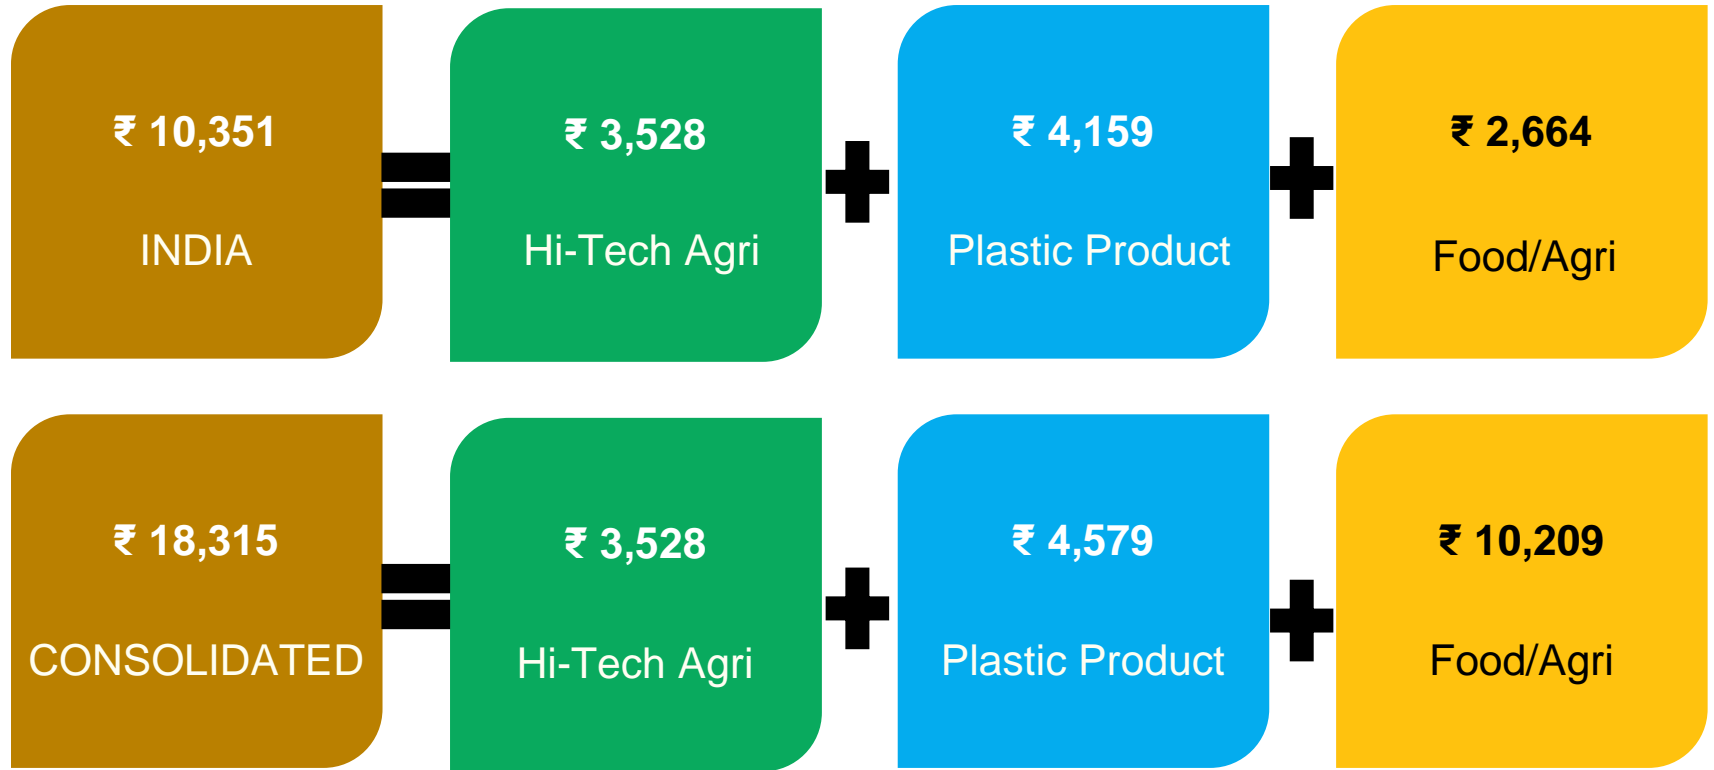 ₹ 10,351
INDIA
₹ 3,528
Hi-Tech Agri
₹ 4,159
Plastic Product
₹ 2,664
Food/Agri
₹ 18,315
CONSOLIDATED
₹ 3,528
Hi-Tech Agri
₹ 4,579
Plastic Product
₹ 10,209
Food/Agri